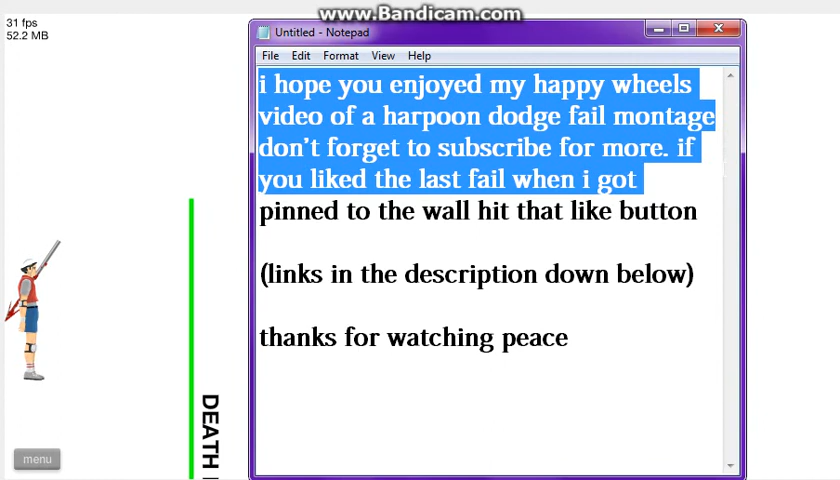 www.Bandicam.com
31 fps
52.2 MB
Untitled - Notepad
File Edit Format View Help
i hope you enjoyed my happy wheels
video of a harpoon dodge fail montage
don't forget to subscribe for more. if
you liked the last fail when i got
pinned to the wall hit that like button
(links in the description down below)
thanks for watching peace
DEATH
menu